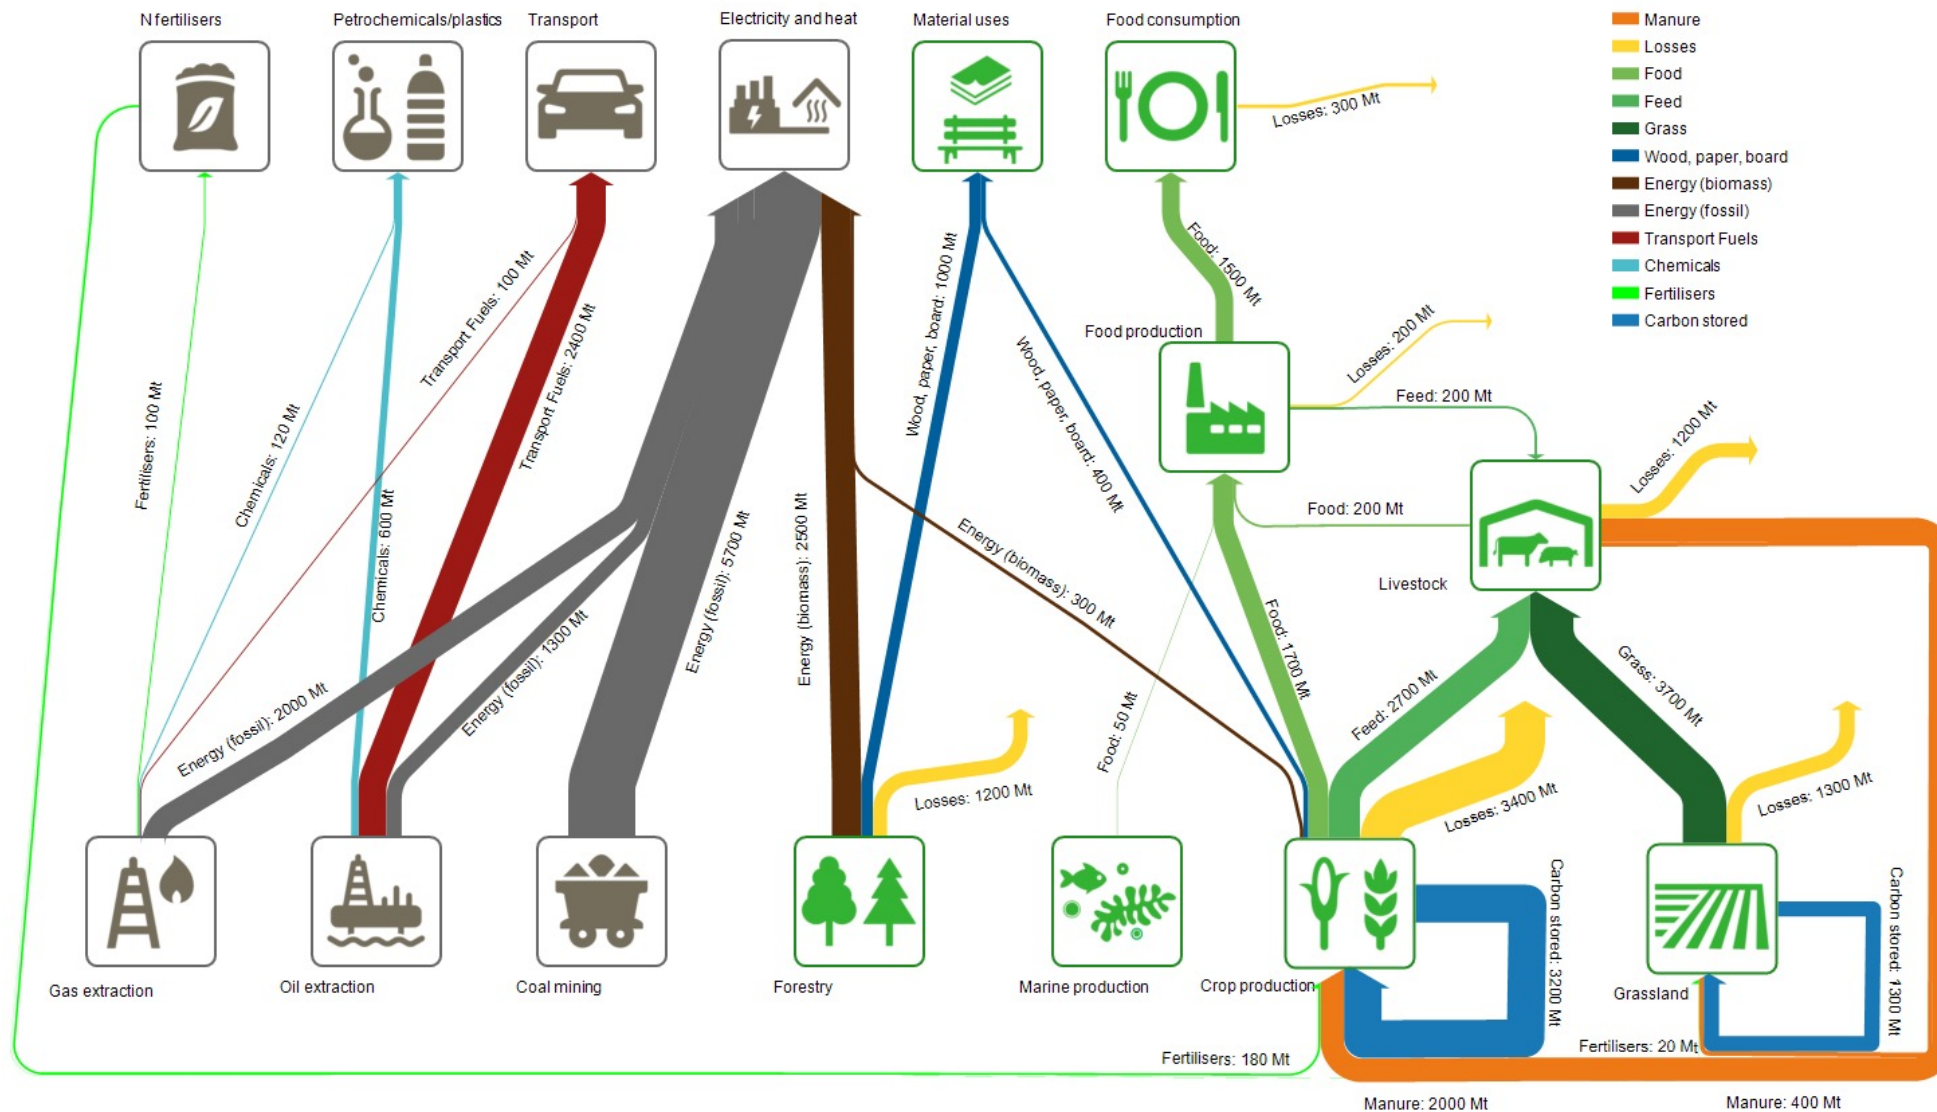 N fertilisers
Petrochemicals/plastics
Transport
Electricity and heat
Material uses
Food consumption
Manure
Losses
Food
Feed
Grass
Wood, paper, board
Energy (biomass)
Energy (fossil)
Transport Fuels
Chemicals
Fertilisers
Carbon stored
Losses: 300 Mt
Food: 1500 Mt
Food production
Losses: 200 Mt
Feed: 200 Mt
Losses: 1200 Mt
Food: 200 Mt
Livestock
Fertilisers: 100 Mt
Chemicals: 120 Mt
Transport Fuels: 100 Mt
Chemicals: 600 Mt
Transport Fuels: 2400 Mt
Energy (fossil): 2000 Mt
Energy (fossil): 1300 Mt
Energy (fossil): 5700 Mt
Energy (biomass): 2500 Mt
Wood, paper, board: 1000 Mt
Wood, paper, board: 400 Mt
Energy (biomass): 300 Mt
Losses: 1200 Mt
Food: 50 Mt
Food: 1700 Mt
Feed: 2700 Mt
Grass: 3700 Mt
Losses: 3400 Mt
Losses: 1300 Mt
Carbon stored: 3200 Mt
Carbon stored: 1300 Mt
Gas extraction
Oil extraction
Coal mining
Forestry
Marine production
Crop production
Grassland
Fertilisers: 180 Mt
Fertilisers: 20 Mt
Manure: 2000 Mt
Manure: 400 Mt